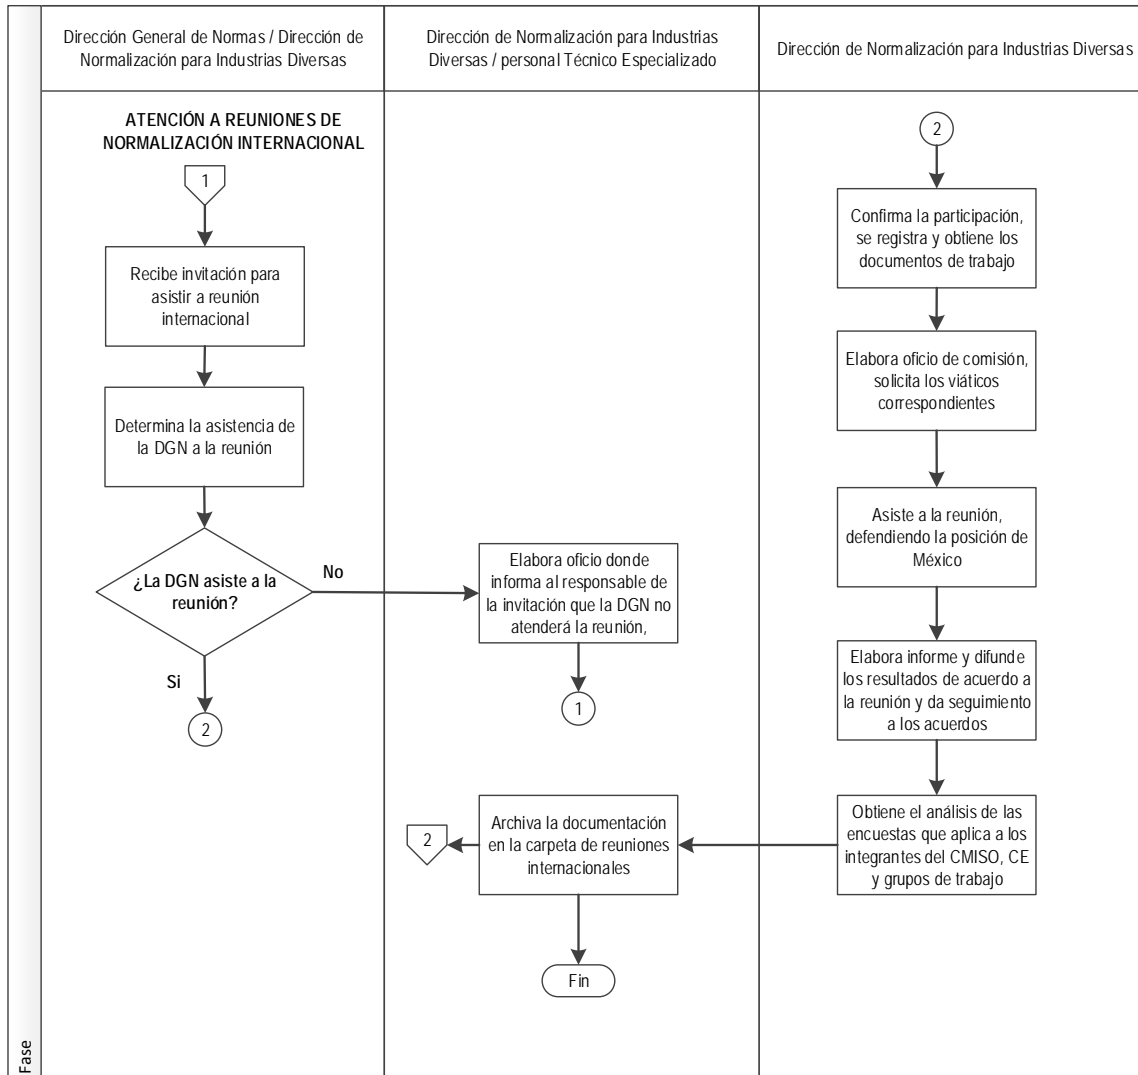 Dirección General de Normas / Dirección de
Normalización para Industrias Diversas
Dirección de Normalización para Industrias
Diversas / personal Técnico Especializado
Dirección de Normalización para Industrias Diversas
ATENCIÓN A REUNIONES DE
NORMALIZACIÓN INTERNACIONAL
1
Recibe invitación para
asistir a reunión
internacional
Determina la asistencia de
la DGN a la reunión
¿La DGN asiste a la
reunión?
No
Si
2
Elabora oficio donde
informa al responsable de
la invitación que la DGN no
atenderá la reunión,
1
2
Archiva la documentación
en la carpeta de reuniones
internacionales
Fin
2
Confirma la participación,
se registra y obtiene los
documentos de trabajo
Elabora oficio de comisión,
solicita los viáticos
correspondientes
Asiste a la reunión,
defendiendo la posición de
México
Elabora informe y difunde
los resultados de acuerdo a
la reunión y da seguimiento
a los acuerdos
Obtiene el análisis de las
encuestas que aplica a los
integrantes del CMISO, CE
y grupos de trabajo
Fase